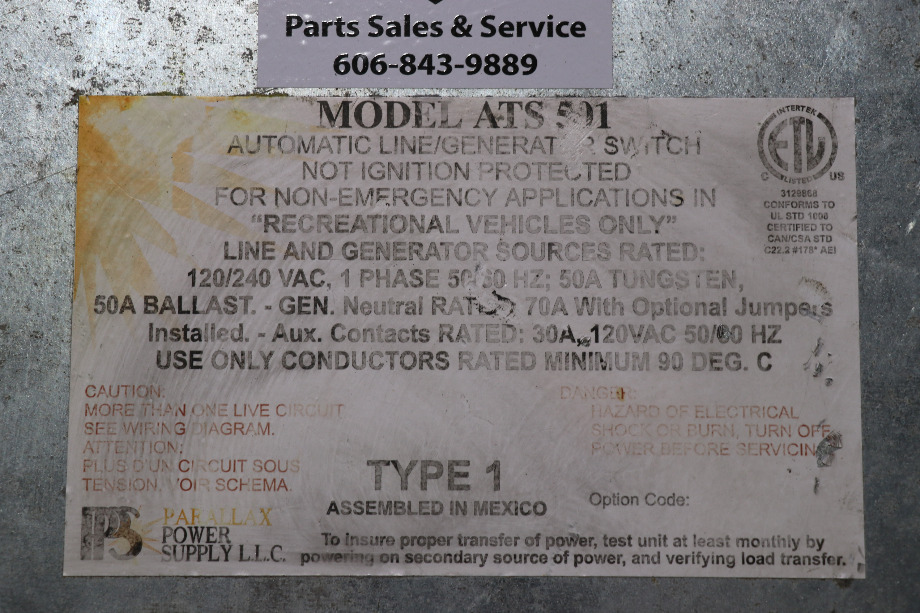 Parts Sales & Service
606-843-9889
MODEL ATS 501
AUTOMATIC LINE/GENERATOR SWITCH
NOT IGNITION PROTECTED
FOR NON-EMERGENCY APPLICATIONS IN
"RECREATIONAL VEHICLES ONLY"
LINE AND GENERATOR SOURCES RATED:
120/240 VAC, 1 PHASE 50/60 HZ; 50A TUNGSTEN,
50A BALLAST. - GEN. Neutral RATED 70A With Optional Jumpers
Installed. - Aux. Contacts RATED: 30A, 120VAC 50/60 HZ
USE ONLY CONDUCTORS RATED MINIMUM 90 DEG. C
INTERTEK
ETL
C LISTED US
CONFORMS TO
UL STD 1008
CERTIFIED TO
CAN/CSA STD
C22.2 #178" AEI
CAUTION:
MORE THAN ONE LIVE CIRCUIT
SEE WIRING DIAGRAM.
ATTENTION:
PLUS D'UN CIRCUIT SOUS
TENSION. VOIR SCHEMA.
DANGER:
HAZARD OF ELECTRICAL
SHOCK OR BURN, TURN OFF
POWER BEFORE SERVICING
TYPE 1
ASSEMBLED IN MEXICO
Option Code:
PPS
PARALLAX
POWER
SUPPLY L.L.C.
To insure proper transfer of power, test unit at least monthly by
powering on secondary source of power, and verifying load transfer.